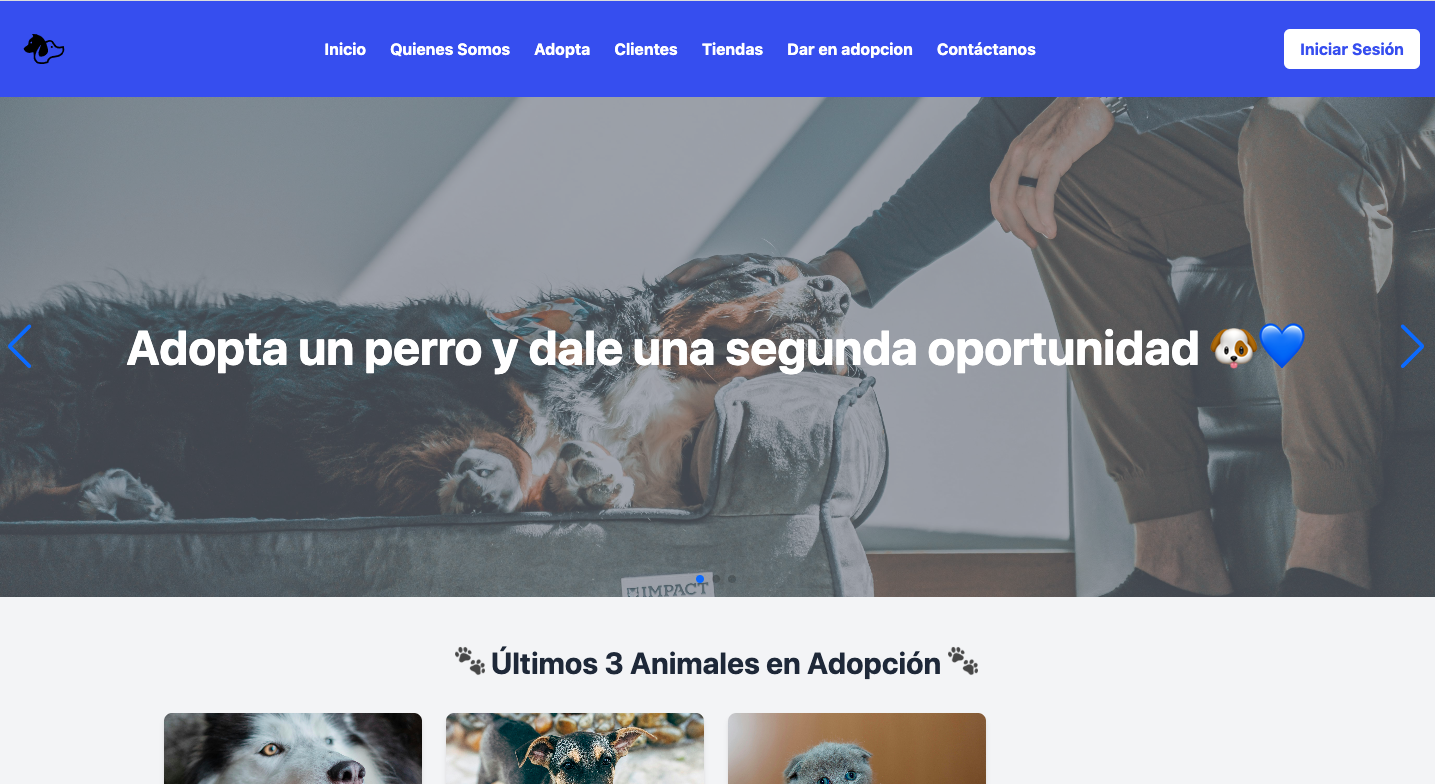 Inicio Quienes Somos Adopta Clientes Tiendas Dar en adopcion Contáctanos Iniciar Sesión
Adopta un perro y dale una segunda oportunidad 🐶💙
IMPACT
🐾 Últimos 3 Animales en Adopción 🐾